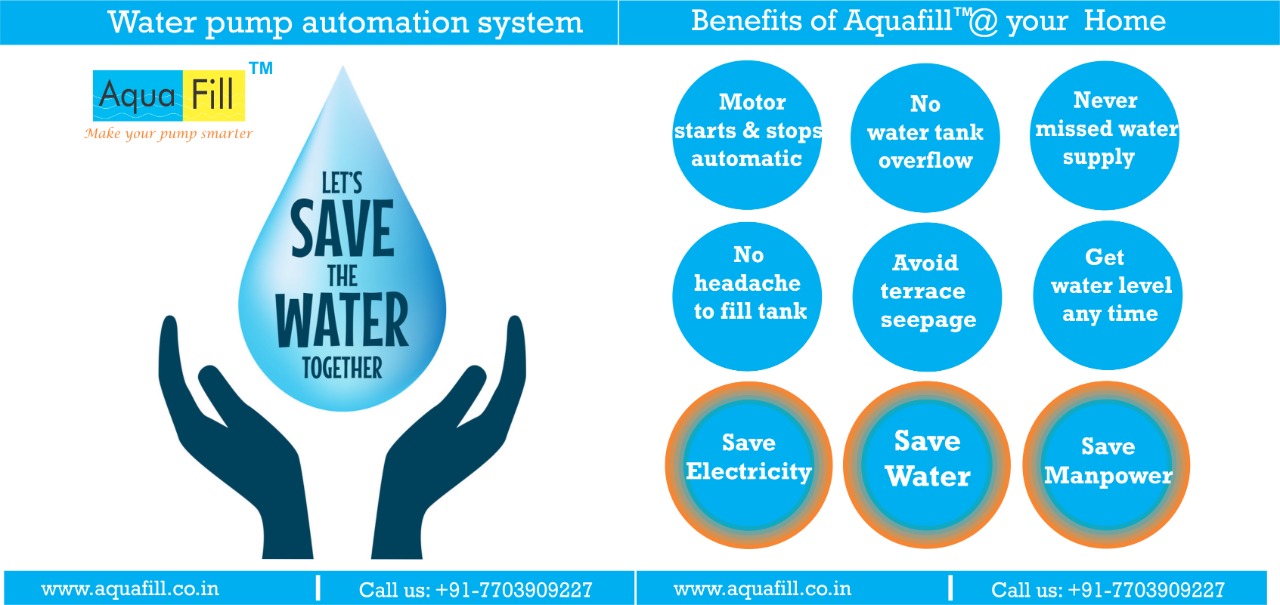 Water pump automation system
Aqua Fill TM
Make your pump smarter
LET'S
SAVE
THE
WATER
TOGETHER
www.aquafill.co.in | Call us: +91-7703909227
Benefits of Aquafill™@ your Home
Motor
starts & stops
automatic
No
water tank
overflow
Never
missed water
supply
No
headache
to fill tank
Avoid
terrace
seepage
Get
water level
any time
Save
Electricity
Save
Water
Save
Manpower
www.aquafill.co.in | Call us: +91-7703909227